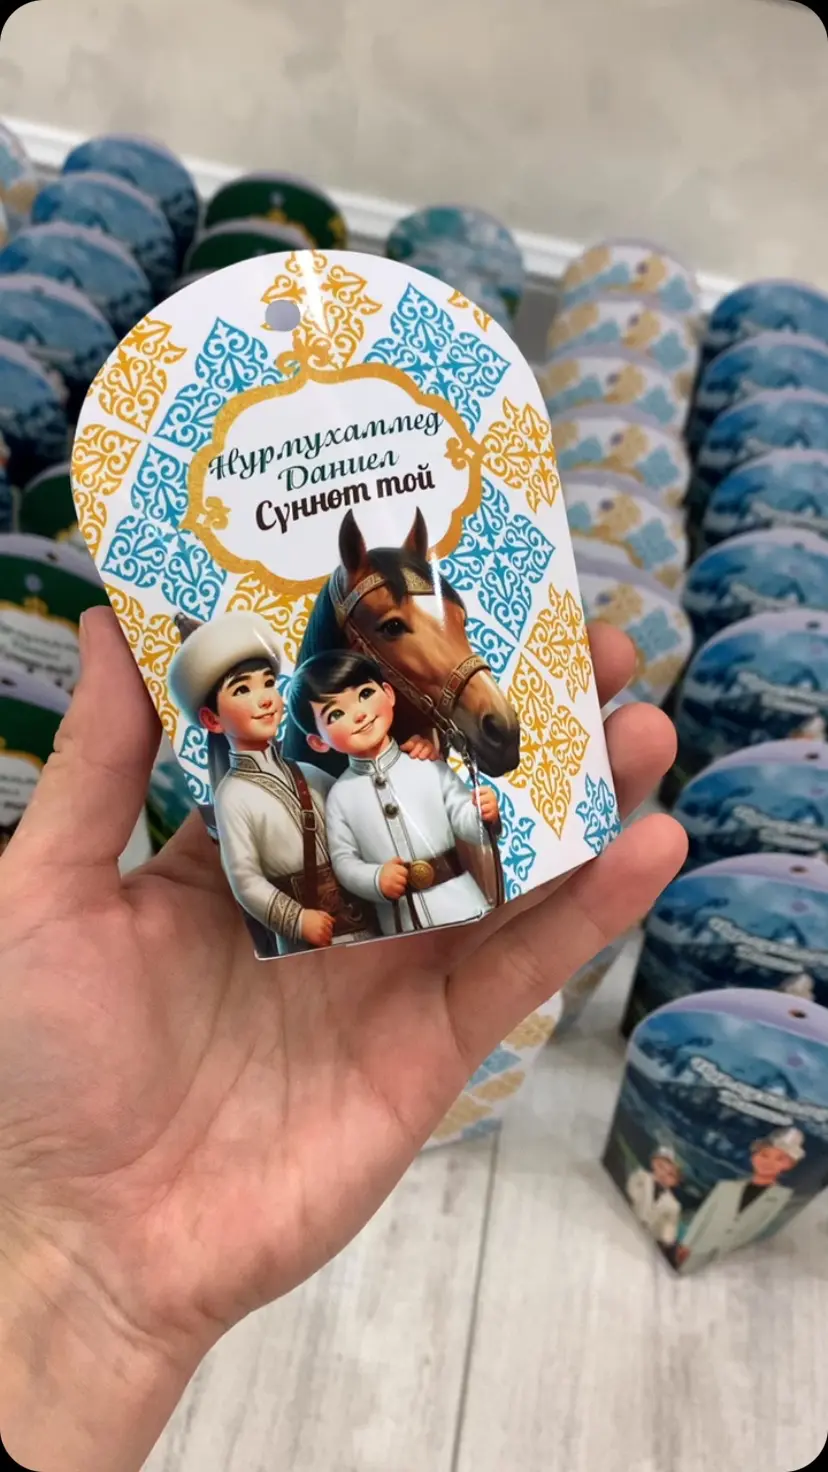 Нурмухаммед
Даниел
Сүннөт той